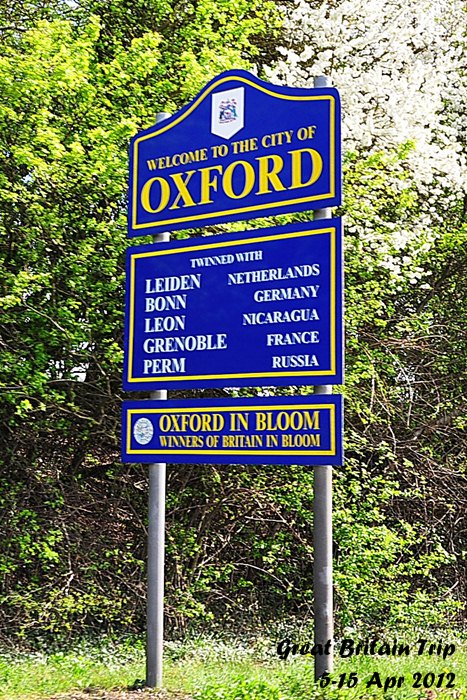 WELCOME TO THE CITY OF
OXFORD
TWINNED WITH
LEIDEN NETHERLANDS
BONN GERMANY
LEON NICARAGUA
GRENOBLE FRANCE
PERM RUSSIA
OXFORD IN BLOOM
WINNERS OF BRITAIN IN BLOOM
Great Britain Trip
5-15 Apr 2012